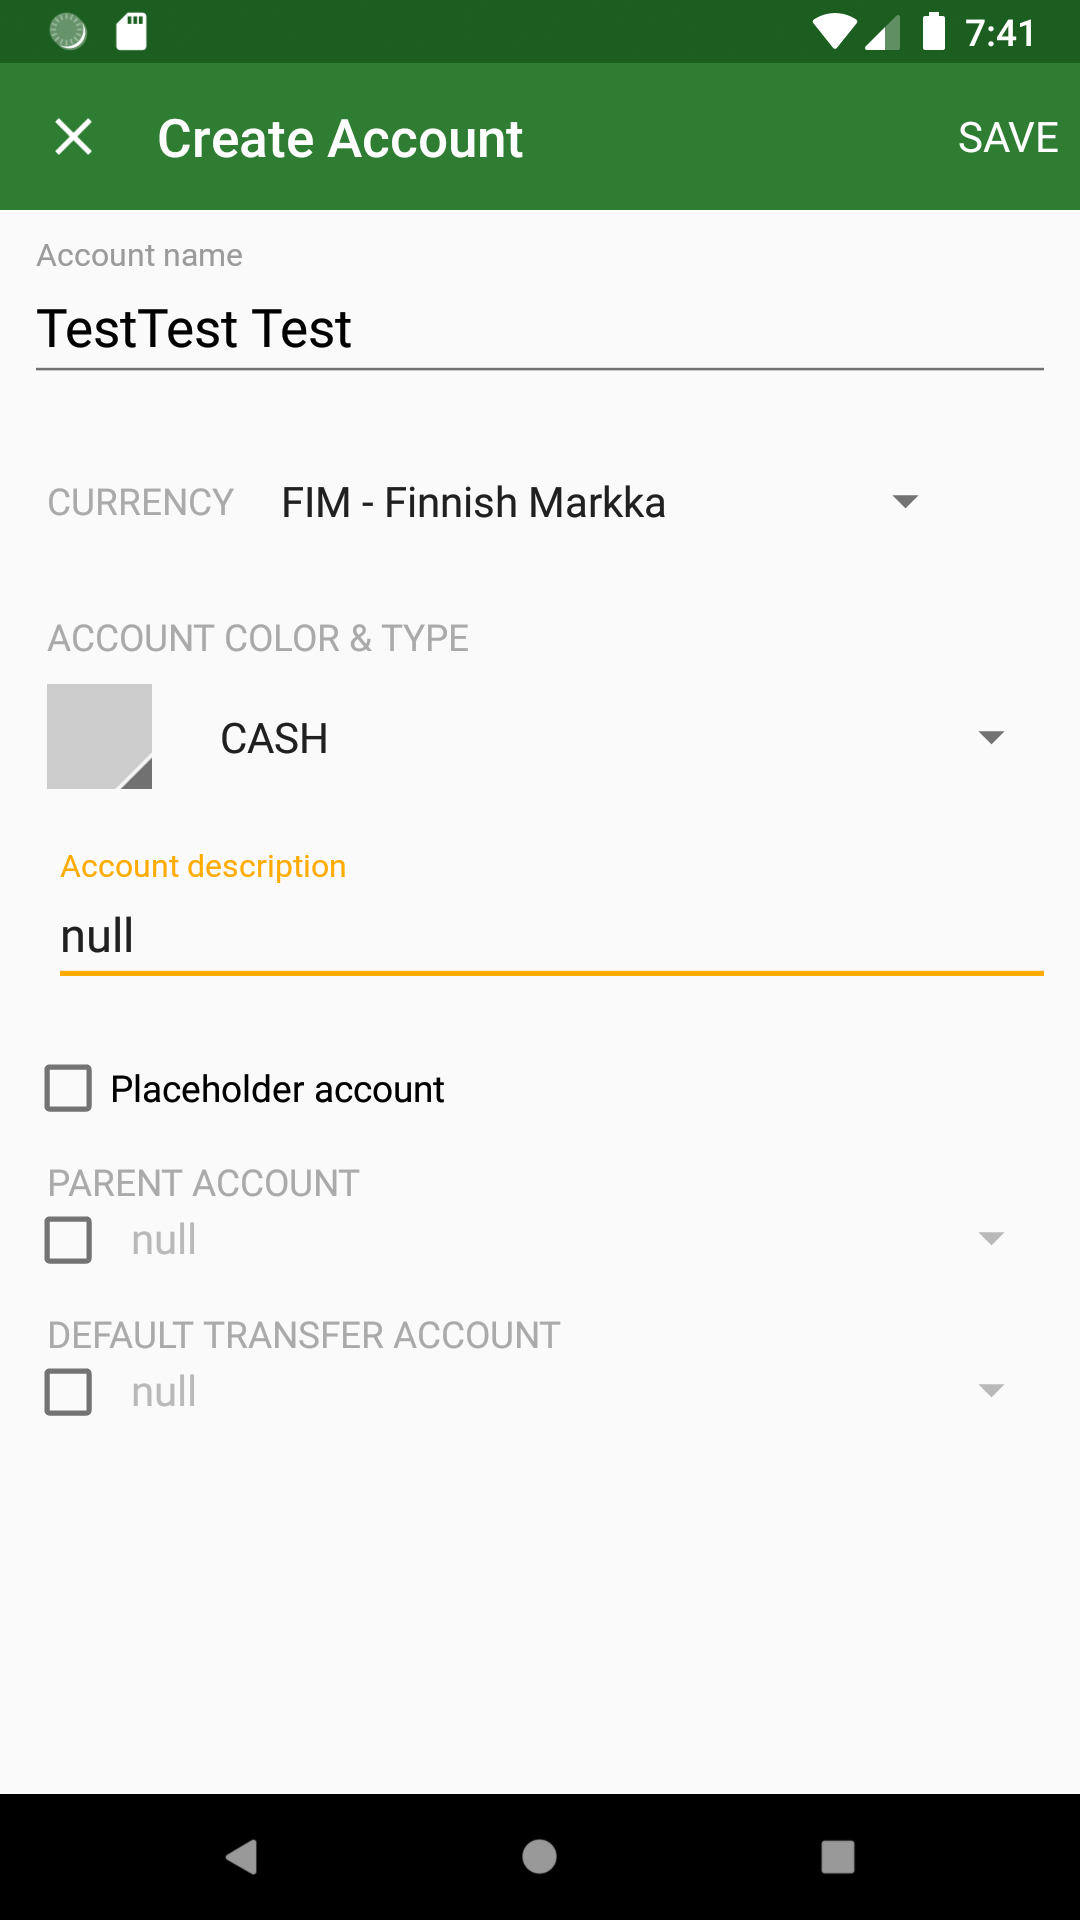 7:41
Create Account
SAVE
Account name
TestTest Test
CURRENCY FIM - Finnish Markka
ACCOUNT COLOR & TYPE
CASH
Account description
null
Placeholder account
PARENT ACCOUNT
null
DEFAULT TRANSFER ACCOUNT
null